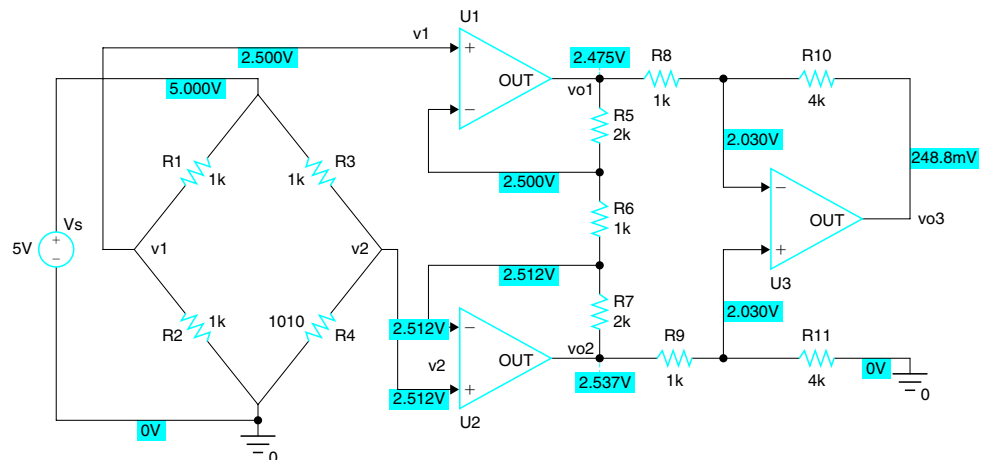 U1
v1
+
2.500V
2.475V
R8
R10
OUT
5.000V
vo1
1k
4k
−
R5
2k
2.030V
R1
R3
1k
1k
2.500V
248.8mV
−
R6
1k
OUT
vo3
Vs
5V
+
−
v1
v2
+
2.512V
U3
R7
2k
1k
1010
2.030V
R2
R4
2.512V
−
R9
R11
OUT
vo2
v2
0V
2.512V
+
2.537V
1k
4k
0
U2
0V
0